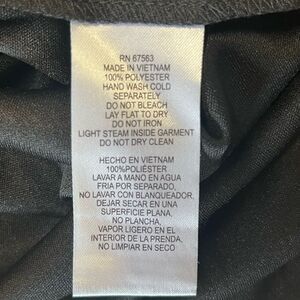 RN 67563
MADE IN VIETNAM
100% POLYESTER
HAND WASH COLD
SEPARATELY
DO NOT BLEACH
LAY FLAT TO DRY
DO NOT IRON
LIGHT STEAM INSIDE GARMENT
DO NOT DRY CLEAN
HECHO EN VIETNAM
100%POLIÉSTER
LAVAR A MANO EN AGUA
FRIA POR SEPARADO,
NO LAVAR CON BLANQUEADOR,
DEJAR SECAR EN UNA
SUPERFICIE PLANA,
NO PLANCHA,
VAPOR LIGERO EN EL
INTERIOR DE LA PRENDA,
NO LIMPIAR EN SECO